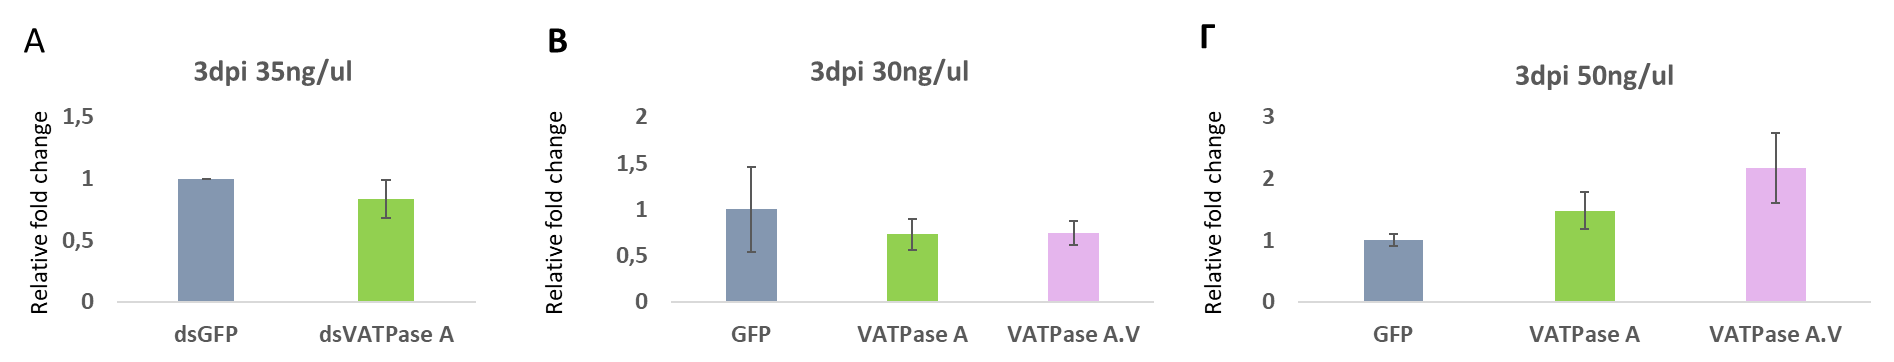 A
3dpi 35ng/ul
Relative fold change
1,5
1
0,5
0
dsGFP
dsVATPase A
B
3dpi 30ng/ul
Relative fold change
2
1,5
1
0,5
0
GFP
VATPase A
VATPase A.V
Γ
3dpi 50ng/ul
Relative fold change
3
2
1
0
GFP
VATPase A
VATPase A.V